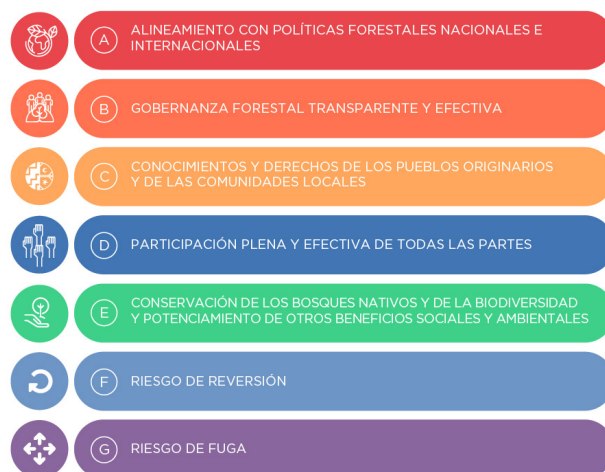 A
ALINEAMIENTO CON POLÍTICAS FORESTALES NACIONALES E
INTERNACIONALES
B
GOBERNANZA FORESTAL TRANSPARENTE Y EFECTIVA
C
CONOCIMIENTOS Y DERECHOS DE LOS PUEBLOS ORIGINARIOS
Y DE LAS COMUNIDADES LOCALES
D
PARTICIPACIÓN PLENA Y EFECTIVA DE TODAS LAS PARTES
E
CONSERVACIÓN DE LOS BOSQUES NATIVOS Y DE LA BIODIVERSIDAD
Y POTENCIAMIENTO DE OTROS BENEFICIOS SOCIALES Y AMBIENTALES
F
RIESGO DE REVERSIÓN
G
RIESGO DE FUGA